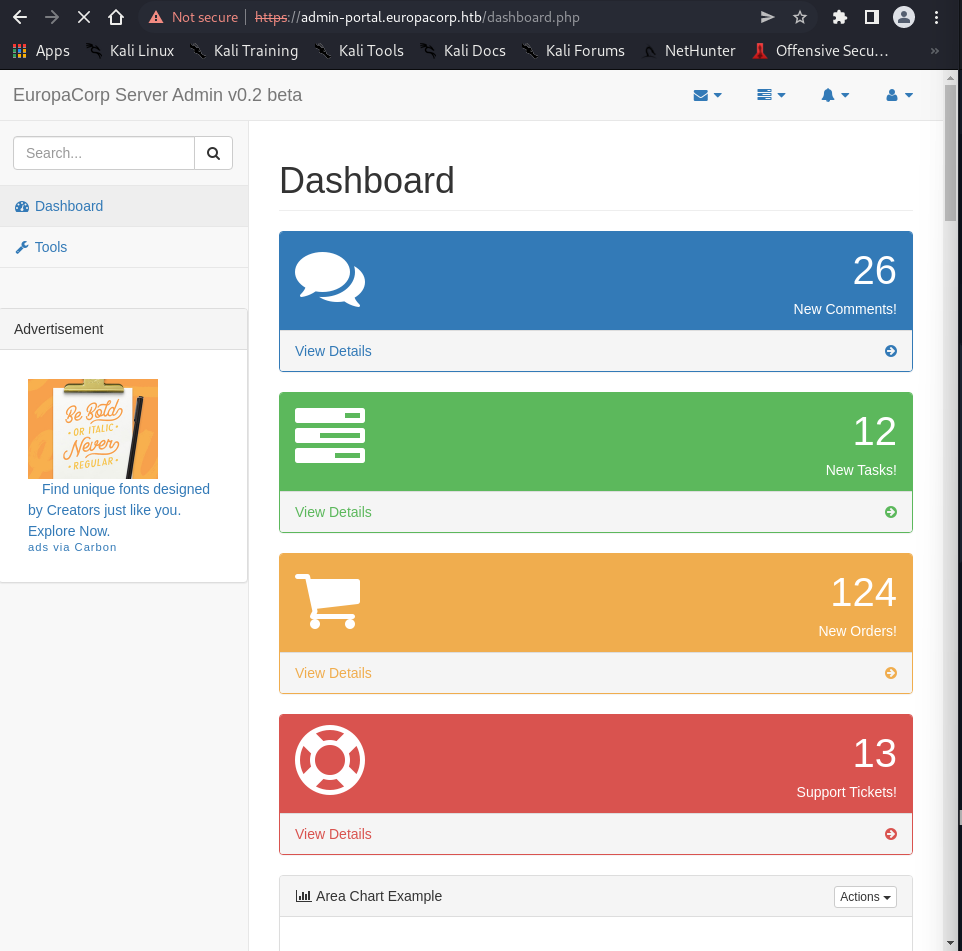 Not secure https://admin-portal.europacorp.htb/dashboard.php
Apps Kali Linux Kali Training Kali Tools Kali Docs Kali Forums NetHunter Offensive Secu… »
EuropaCorp Server Admin v0.2 beta
Search...
Dashboard
Tools
Advertisement
Be Bold
OR ITALIC
Never
REGULAR
Find unique fonts designed
by Creators just like you.
Explore Now.
ads via Carbon
Dashboard
26
New Comments!
View Details
12
New Tasks!
View Details
124
New Orders!
View Details
13
Support Tickets!
View Details
Area Chart Example
Actions